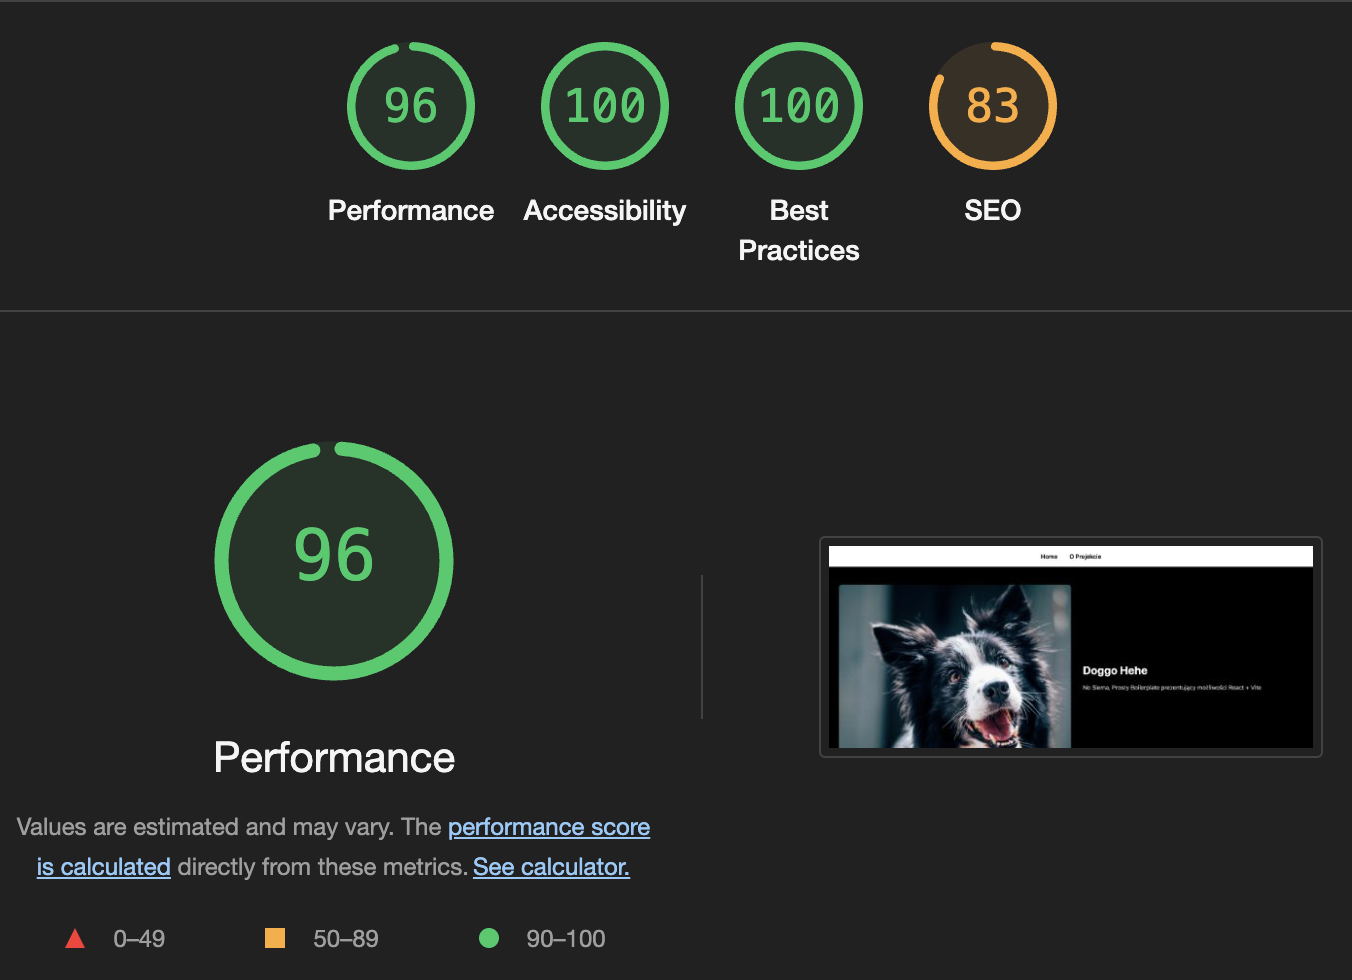 96
100
100
83
Performance
Accessibility
Best
Practices
SEO
96
Performance
Values are estimated and may vary. The performance score
is calculated directly from these metrics. See calculator.
0–49
50–89
90–100
Home
O Projekcie
Doggo Hehe
No Siema, Prosty Boilerplate prezentujący możliwości React + Vite